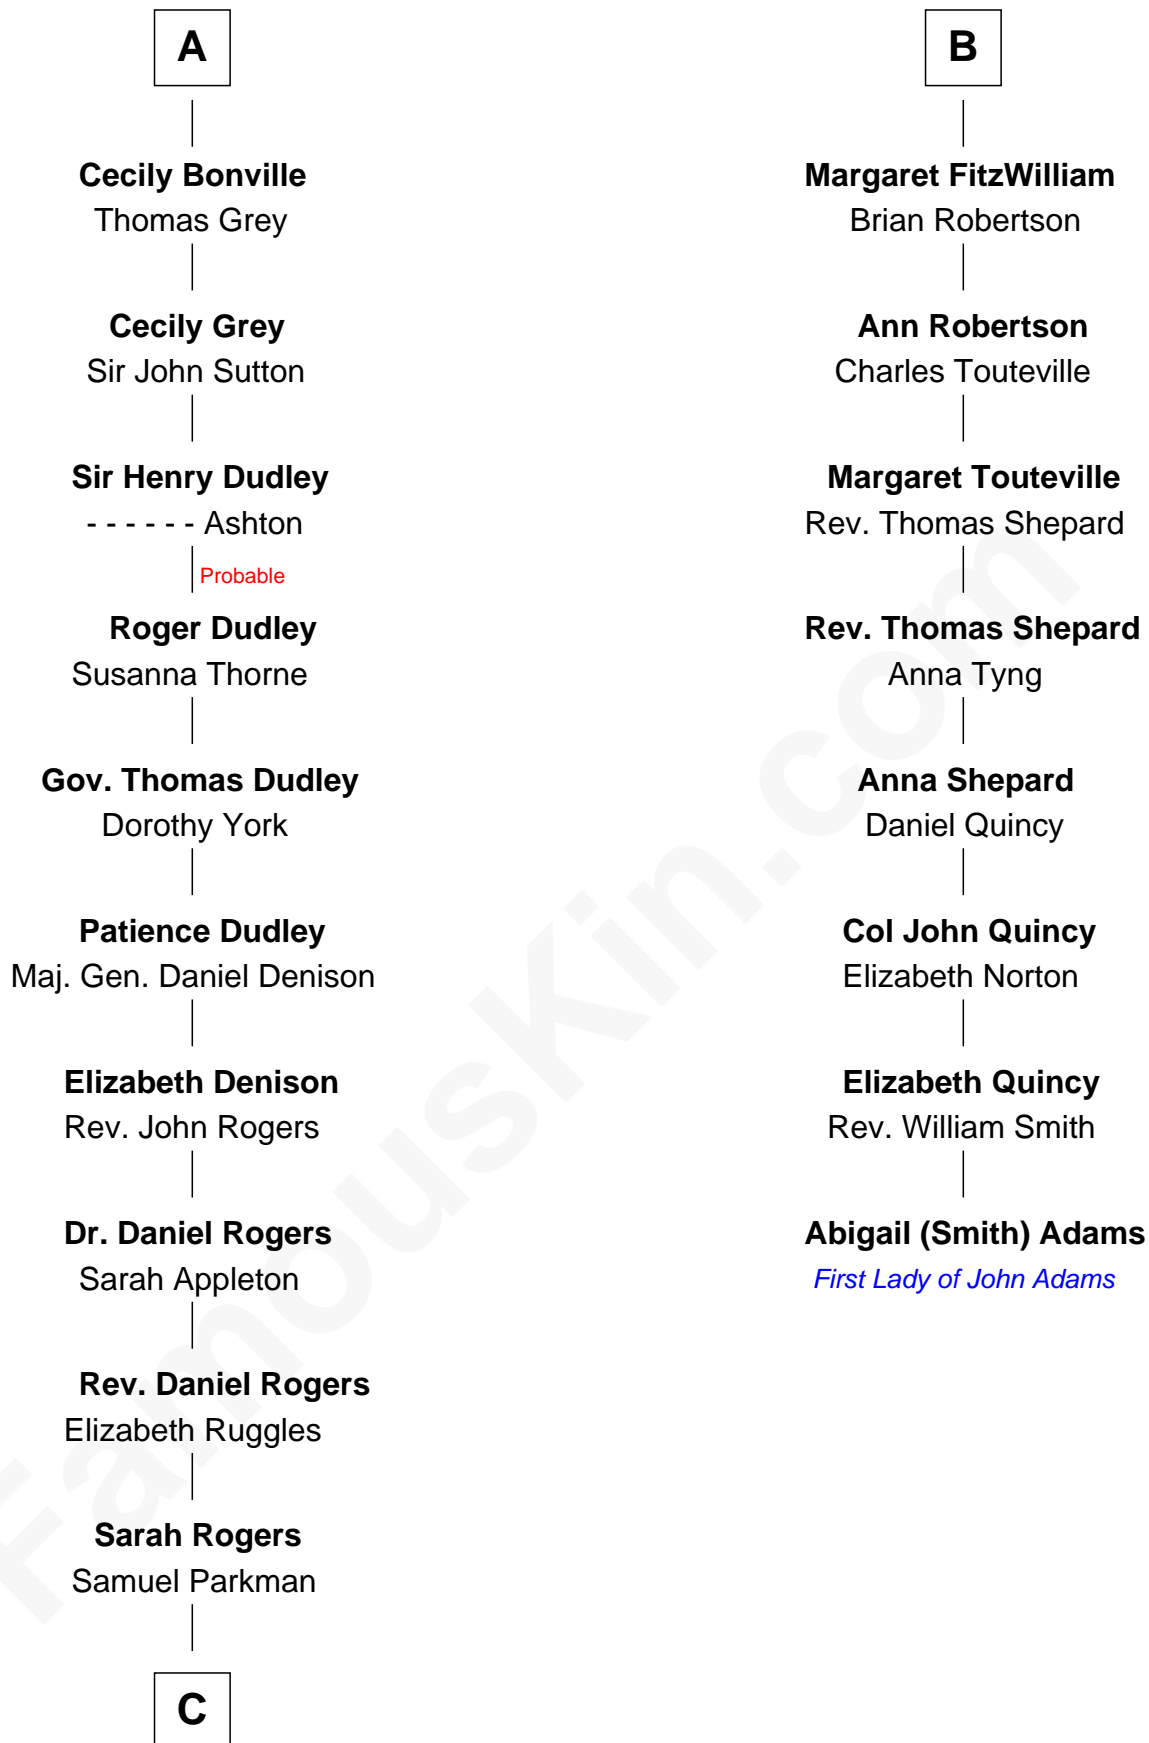 A
Cecily Bonville
Thomas Grey
Cecily Grey
Sir John Sutton
Sir Henry Dudley
- - - - - - Ashton
Probable
Roger Dudley
Susanna Thorne
Gov. Thomas Dudley
Dorothy York
Patience Dudley
Maj. Gen. Daniel Denison
Elizabeth Denison
Rev. John Rogers
Dr. Daniel Rogers
Sarah Appleton
Rev. Daniel Rogers
Elizabeth Ruggles
Sarah Rogers
Samuel Parkman
C
B
Margaret FitzWilliam
Brian Robertson
Ann Robertson
Charles Touteville
Margaret Touteville
Rev. Thomas Shepard
Rev. Thomas Shepard
Anna Tyng
Anna Shepard
Daniel Quincy
Col John Quincy
Elizabeth Norton
Elizabeth Quincy
Rev. William Smith
Abigail (Smith) Adams
First Lady of John Adams
FamousKin.com